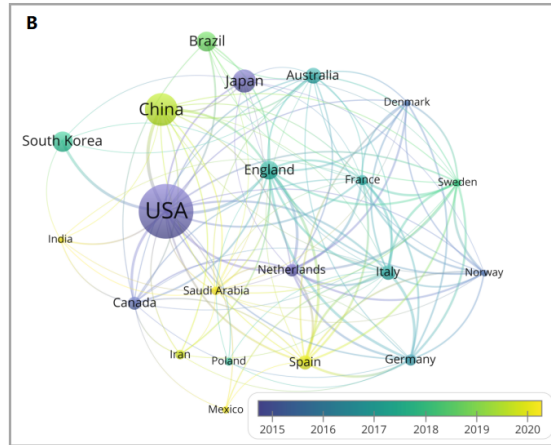 B
Brazil
Japan
Australia
China
Denmark
South Korea
England
France
Sweden
USA
India
Netherlands
Italy
Norway
Saudi Arabia
Canada
Iran
Poland
Spain
Germany
Mexico
2015 2016 2017 2018 2019 2020